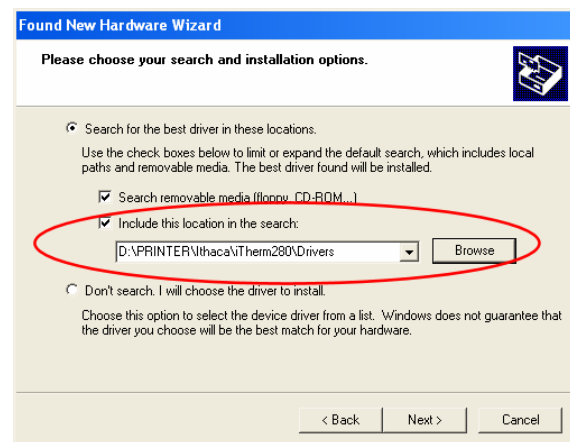 Found New Hardware Wizard
Please choose your search and installation options.
Search for the best driver in these locations.
Use the check boxes below to limit or expand the default search, which includes local
paths and removable media. The best driver found will be installed.
Search removable media (floppy, CD-ROM...)
Include this location in the search:
D:\PRINTER\Ithaca\iTherm280\Drivers
Browse
Don't search. I will choose the driver to install.
Choose this option to select the device driver from a list. Windows does not guarantee that
the driver you choose will be the best match for your hardware.
< Back Next > Cancel